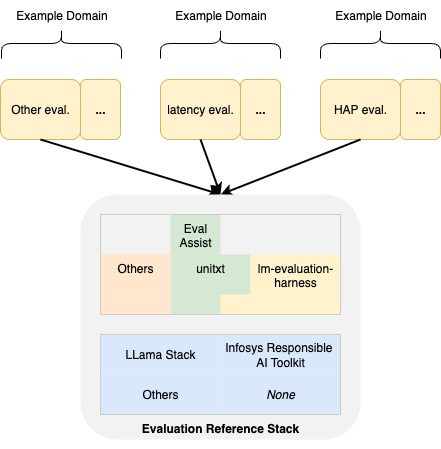 Example Domain
Example Domain
Example Domain
Other eval.
...
latency eval.
...
HAP eval.
...
Eval
Assist
Others
unitxt
lm-evaluation-
harness
LLama Stack
Infosys Responsible
AI Toolkit
Others
None
Evaluation Reference Stack